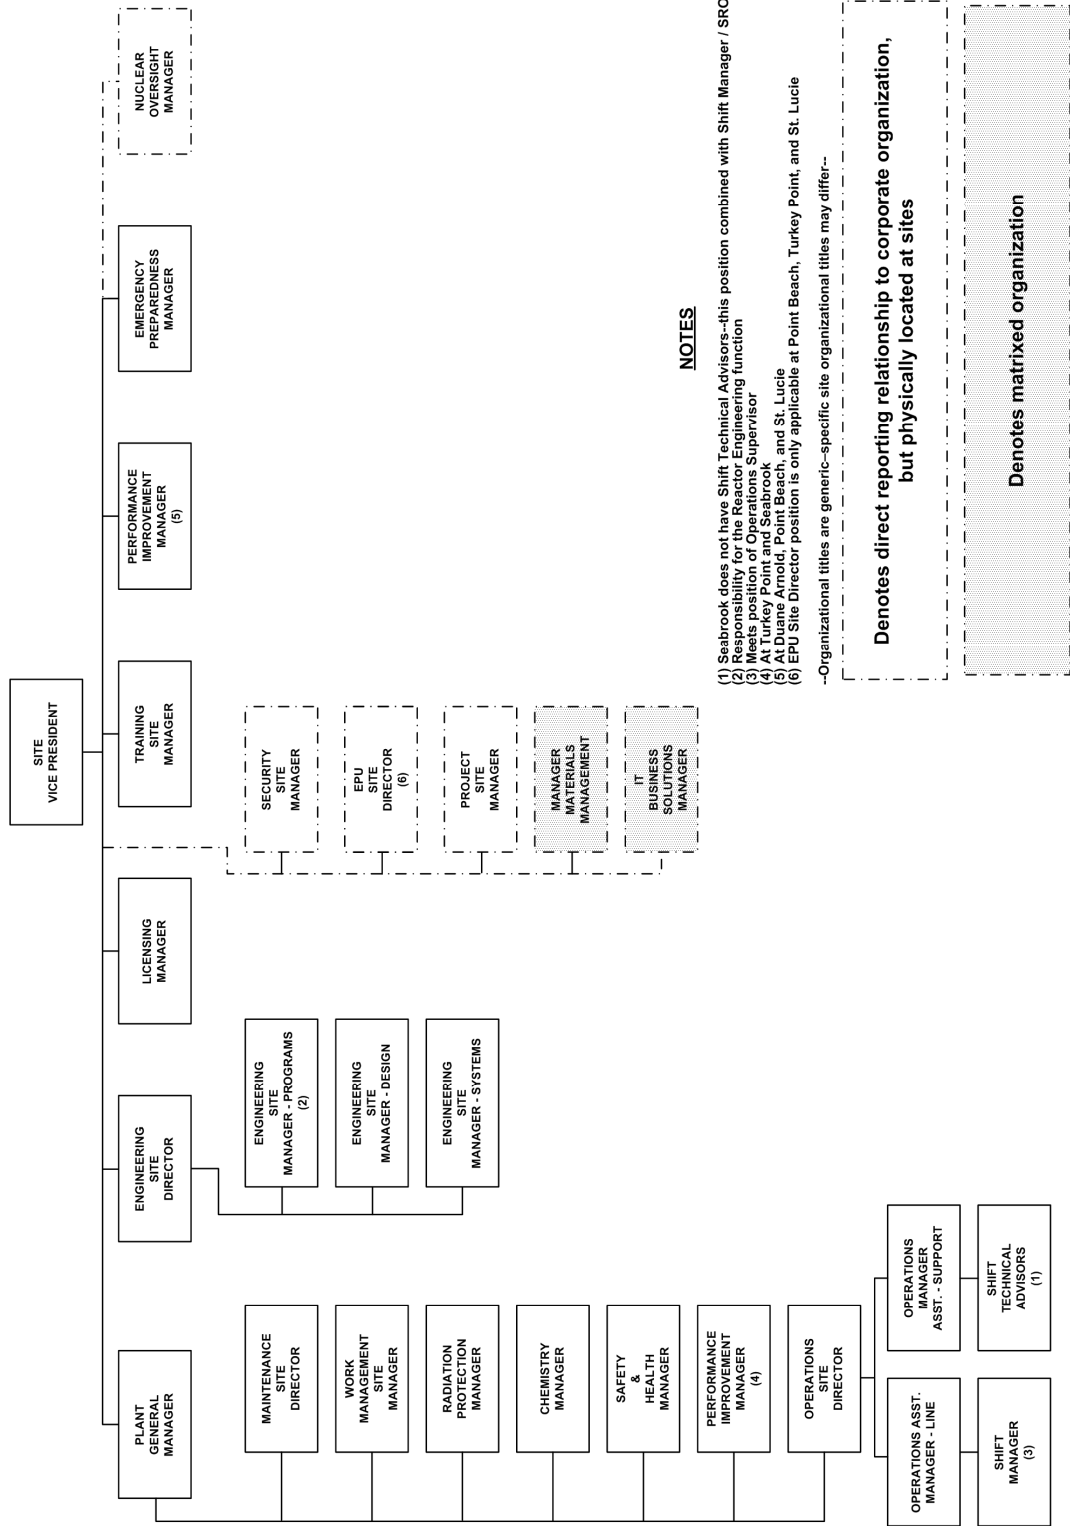 SITE
VICE PRESIDENT
PLANT
GENERAL
MANAGER
ENGINEERING
SITE
DIRECTOR
LICENSING
MANAGER
TRAINING
SITE
MANAGER
PERFORMANCE
IMPROVEMENT
MANAGER
(5)
EMERGENCY
PREPAREDNESS
MANAGER
NUCLEAR
OVERSIGHT
MANAGER
MAINTENANCE
SITE
DIRECTOR
WORK
MANAGEMENT
SITE
MANAGER
RADIATION
PROTECTION
MANAGER
CHEMISTRY
MANAGER
SAFETY
&
HEALTH
MANAGER
PERFORMANCE
IMPROVEMENT
MANAGER
(4)
OPERATIONS
SITE
DIRECTOR
OPERATIONS ASST.
MANAGER - LINE
SHIFT
MANAGER
(3)
OPERATIONS
MANAGER
ASST. - SUPPORT
SHIFT
TECHNICAL
ADVISORS
(1)
ENGINEERING
SITE
MANAGER - PROGRAMS
(2)
ENGINEERING
SITE
MANAGER - DESIGN
ENGINEERING
SITE
MANAGER - SYSTEMS
SECURITY
SITE
MANAGER
EPU
SITE
DIRECTOR
(6)
PROJECT
SITE
MANAGER
MANAGER
MATERIALS
MANAGEMENT
IT
BUSINESS
SOLUTIONS
MANAGER
NOTES
(1) Seabrook does not have Shift Technical Advisors--this position combined with Shift Manager / SRO
(2) Responsibility for the Reactor Engineering function
(3) Meets position of Operations Supervisor
(4) At Turkey Point and Seabrook
(5) At Duane Arnold, Point Beach, and St. Lucie
(6) EPU Site Director position is only applicable at Point Beach, Turkey Point, and St. Lucie
--Organizational titles are generic–specific site organizational titles may differ--
Denotes direct reporting relationship to corporate organization,
but physically located at sites
Denotes matrixed organization